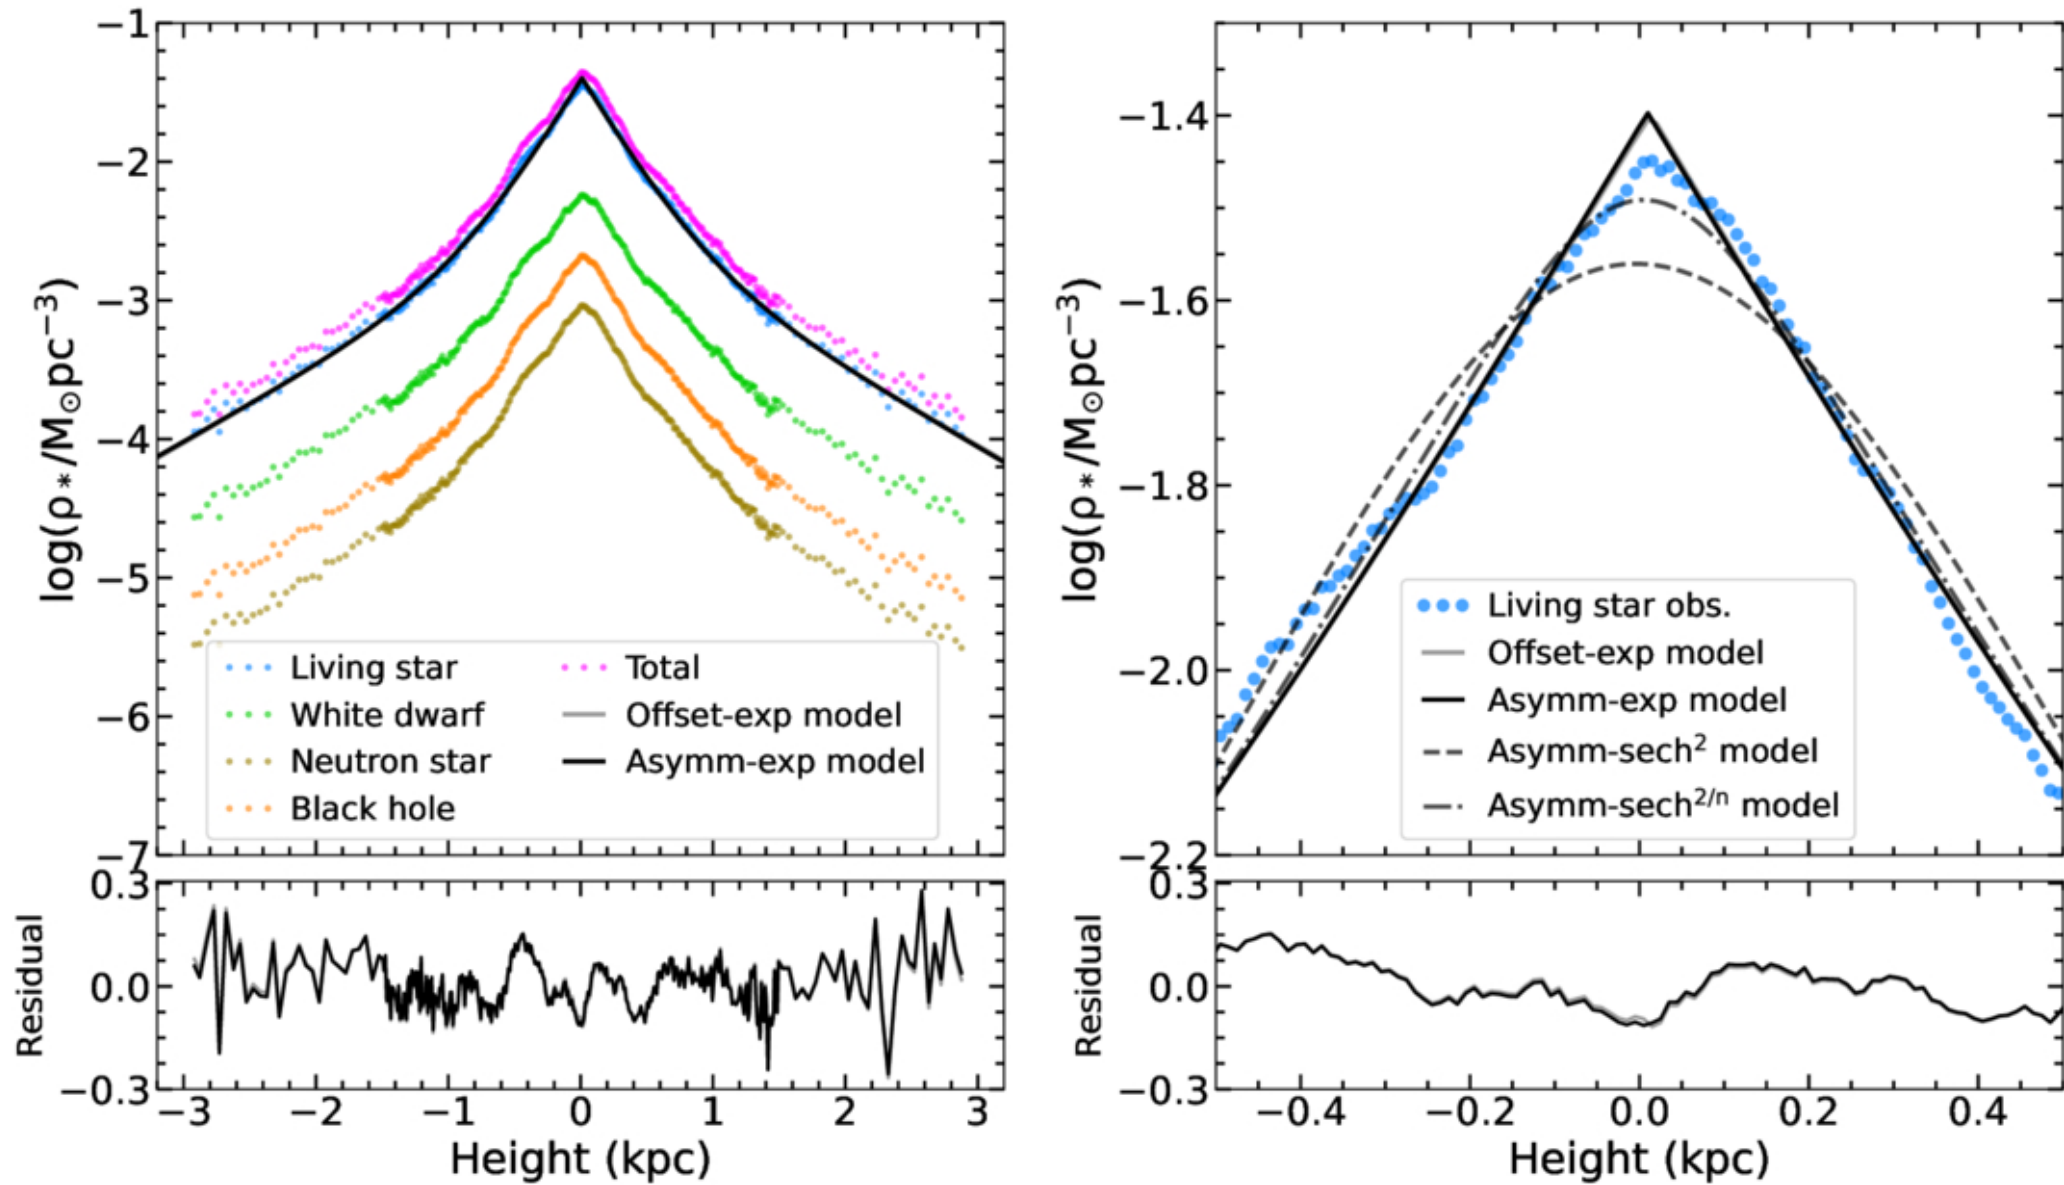 −1
−2
−3
−4
−5
−6
−7
log(ρ∗/M⊙pc−3)
Living star
White dwarf
Neutron star
Black hole
Total
Offset-exp model
Asymm-exp model
0.3
0.0
−0.3
Residual
−3 −2 −1 0 1 2 3
Height (kpc)
−1.4
−1.6
−1.8
−2.0
−2.2
log(ρ∗/M⊙pc−3)
Living star obs.
Offset-exp model
Asymm-exp model
Asymm-sech2 model
Asymm-sech2/n model
0.3
0.0
−0.3
Residual
−0.4 −0.2 0.0 0.2 0.4
Height (kpc)